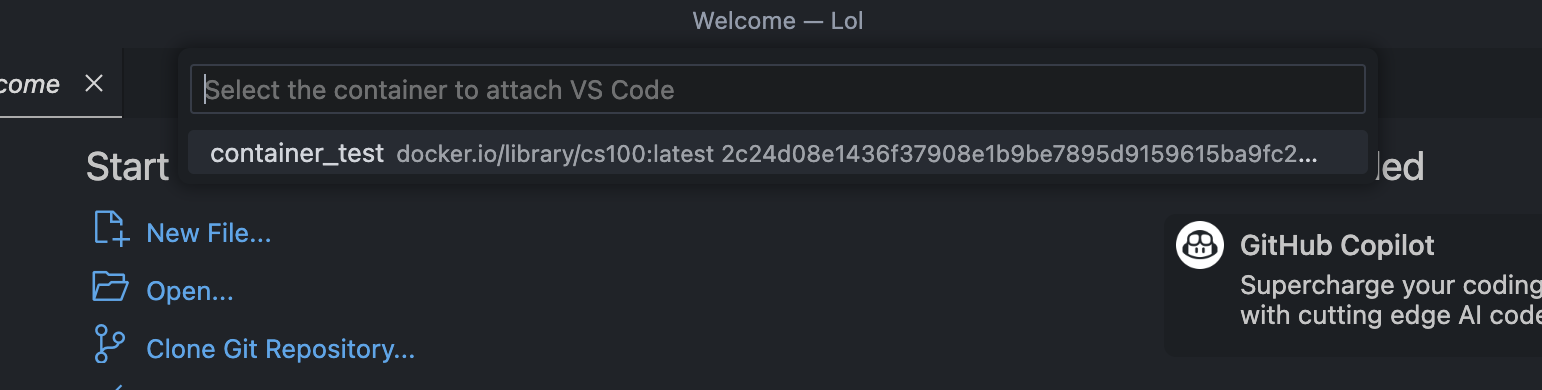 Welcome — Lol
come
Select the container to attach VS Code
container_test docker.io/library/cs100:latest 2c24d08e1436f37908e1b9be7895d9159615ba9fc2...
Start
led
New File...
GitHub Copilot
Open...
Supercharge your coding
with cutting edge AI code
Clone Git Repository...